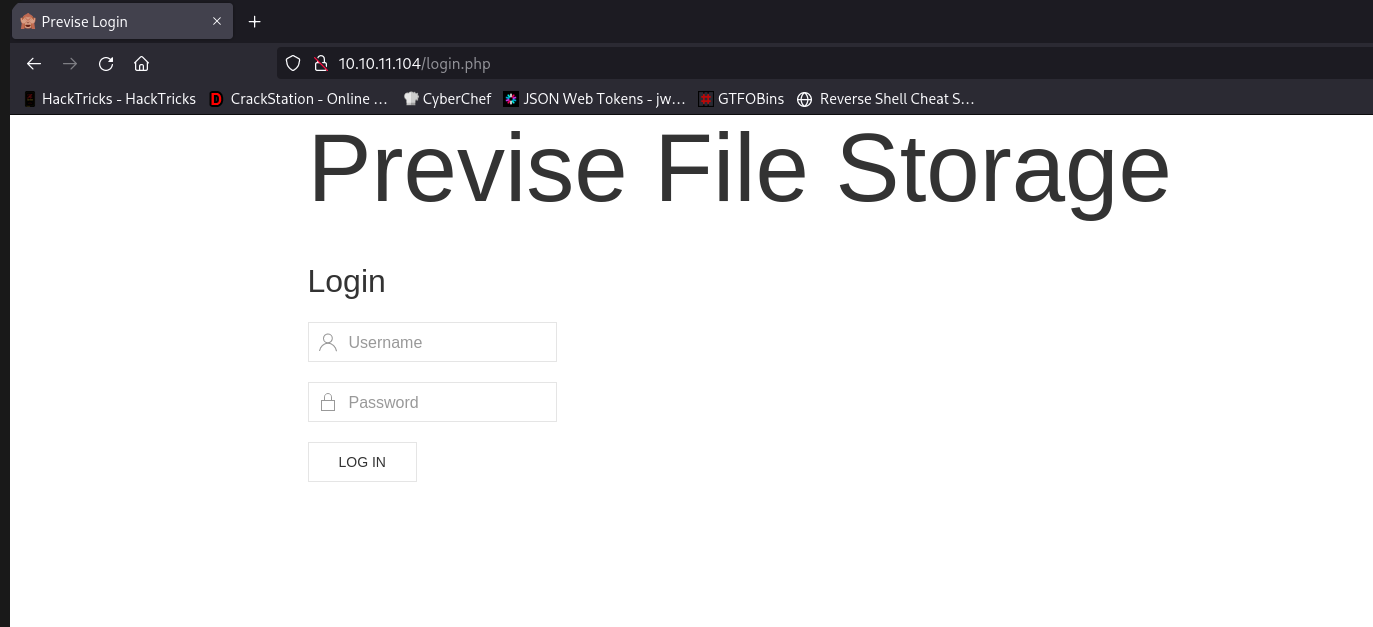 Previse Login
10.10.11.104/login.php
HackTricks - HackTricks CrackStation - Online ... CyberChef JSON Web Tokens - jw... GTFOBins Reverse Shell Cheat S...
Previse File Storage
Login
Username
Password
LOG IN